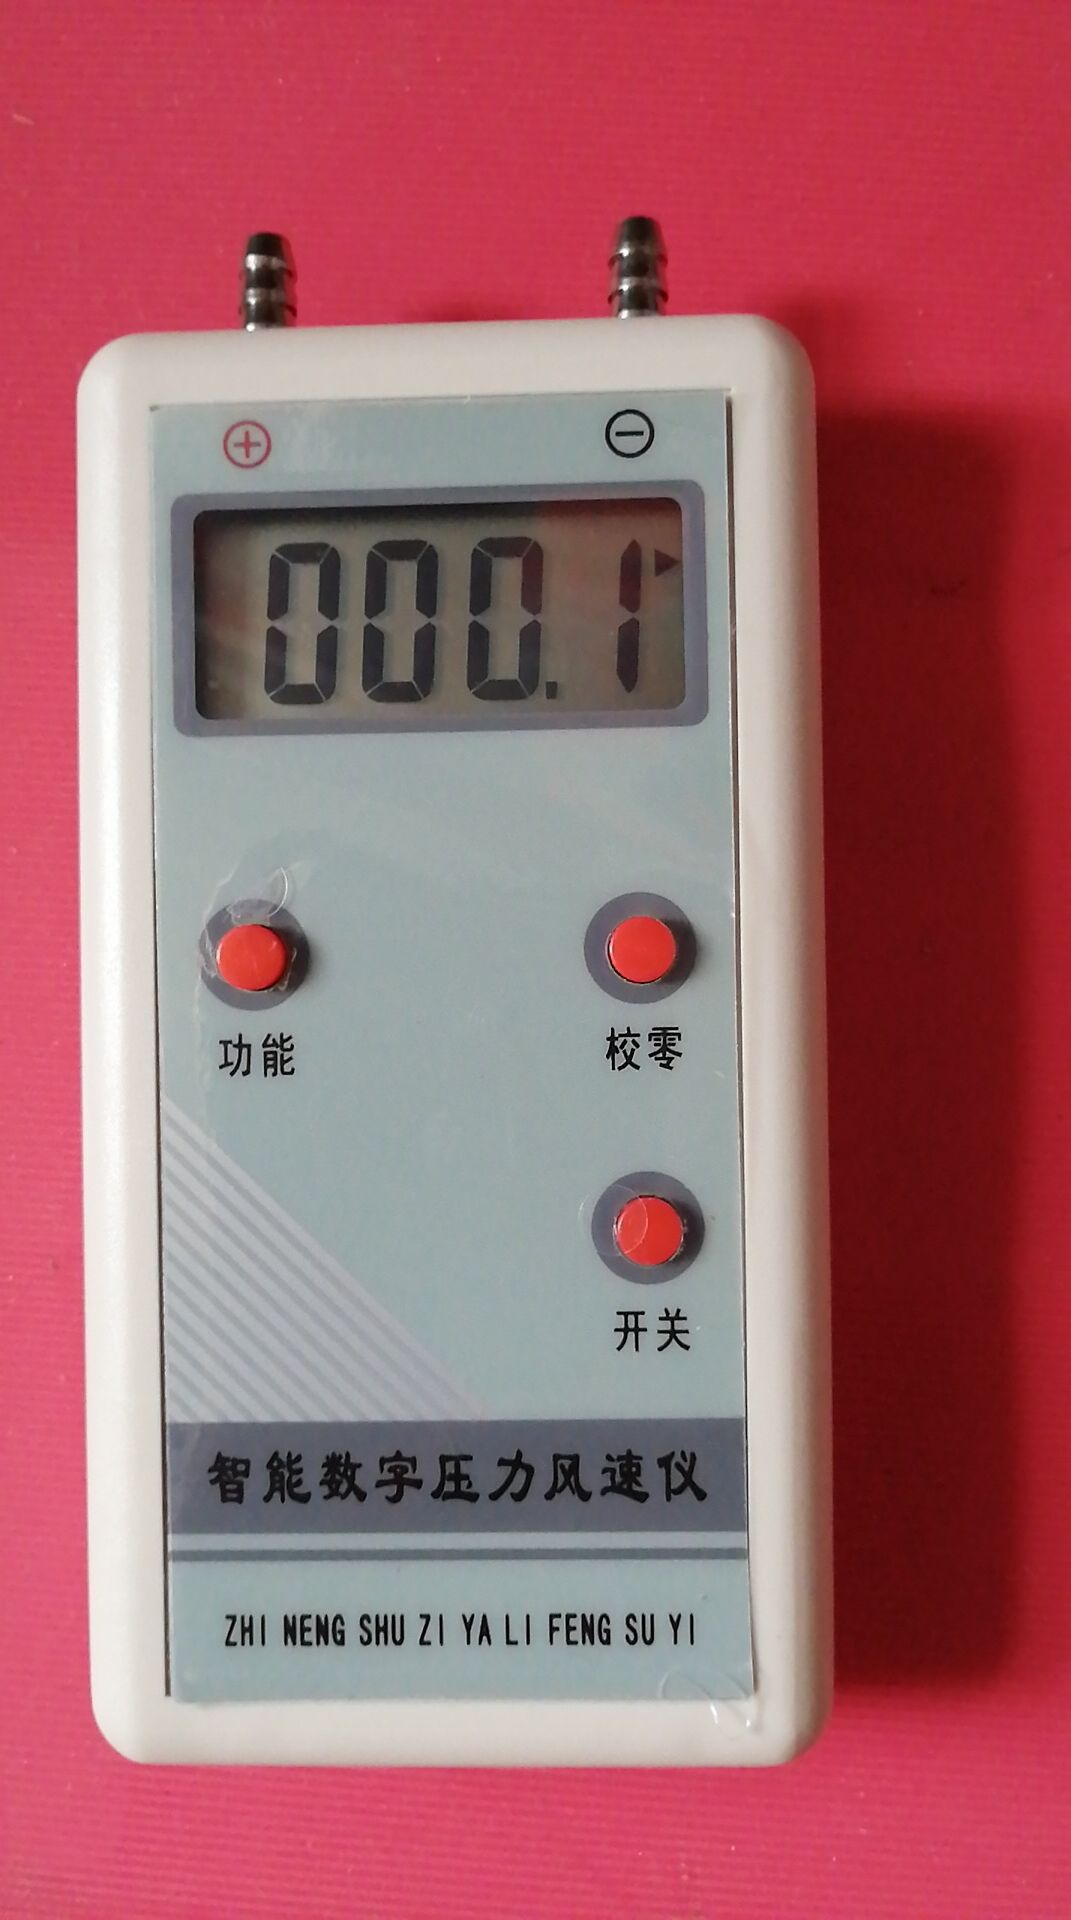 + −
000.1
功能 校零
开关
智能数字压力风速仪
ZHI NENG SHU ZI YA LI FENG SU YI